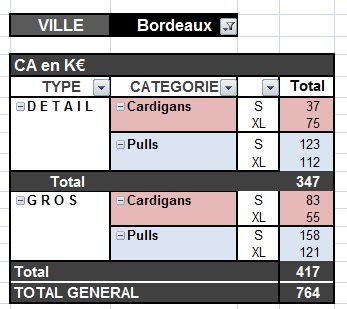 VILLE Bordeaux
CA en K€
TYPE CATEGORIE Total
DETAIL Cardigans S 37
XL 75
Pulls S 123
XL 112
Total 347
GROS Cardigans S 83
XL 55
Pulls S 158
XL 121
Total 417
TOTAL GENERAL 764